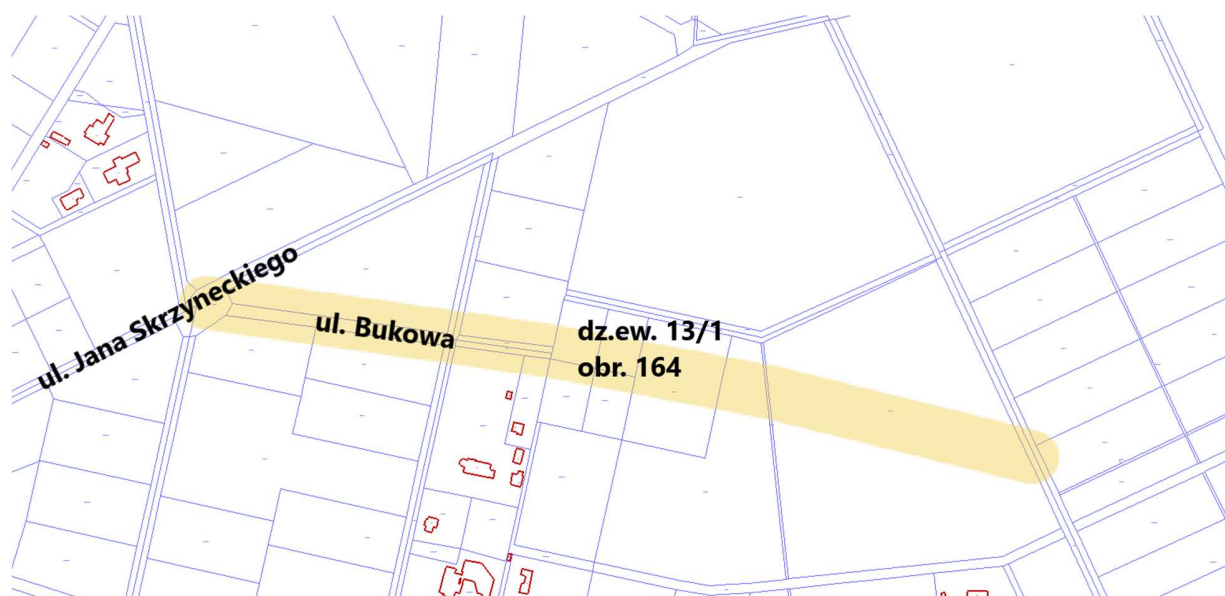 ul. Jana Skrzyneckiego
ul. Bukowa
dz.ew. 13/1
obr. 164